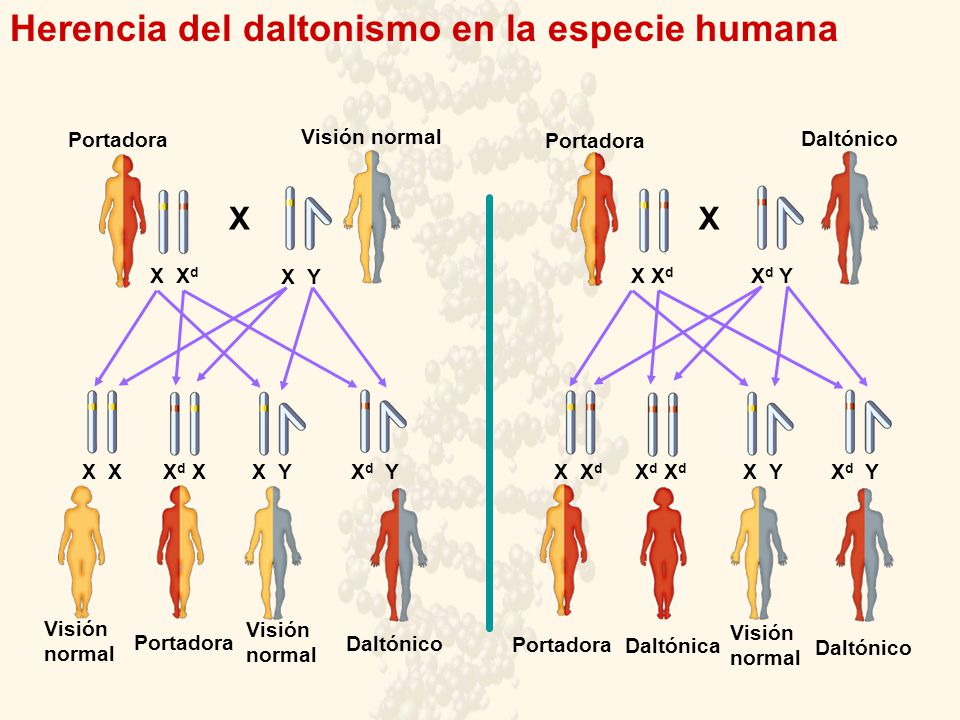 Herencia del daltonismo en la especie humana
Portadora Visión normal Portadora Daltónico
X X
X Xᵈ X Y X Xᵈ Xᵈ Y
X X Xᵈ X X Y Xᵈ Y X Xᵈ Xᵈ Xᵈ X Y Xᵈ Y
Visión
normal
Portadora
Visión
normal
Daltónico
Portadora
Daltónica
Visión
normal
Daltónico